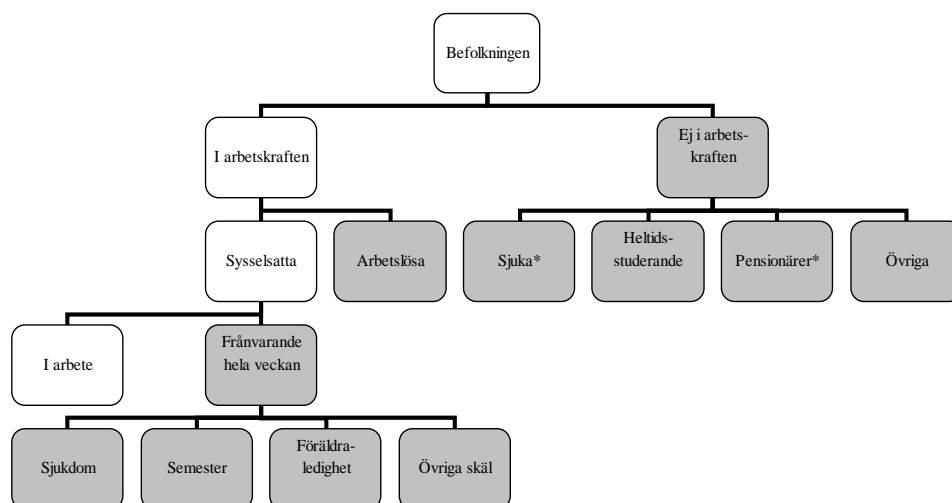 Befolkningen
I arbetskraften
Ej i arbets-
kraften
Sysselsatta
Arbetslösa
Sjuka*
Heltids-
studerande
Pensionärer*
Övriga
I arbete
Frånvarande
hela veckan
Sjukdom
Semester
Föräldra-
ledighet
Övriga skäl